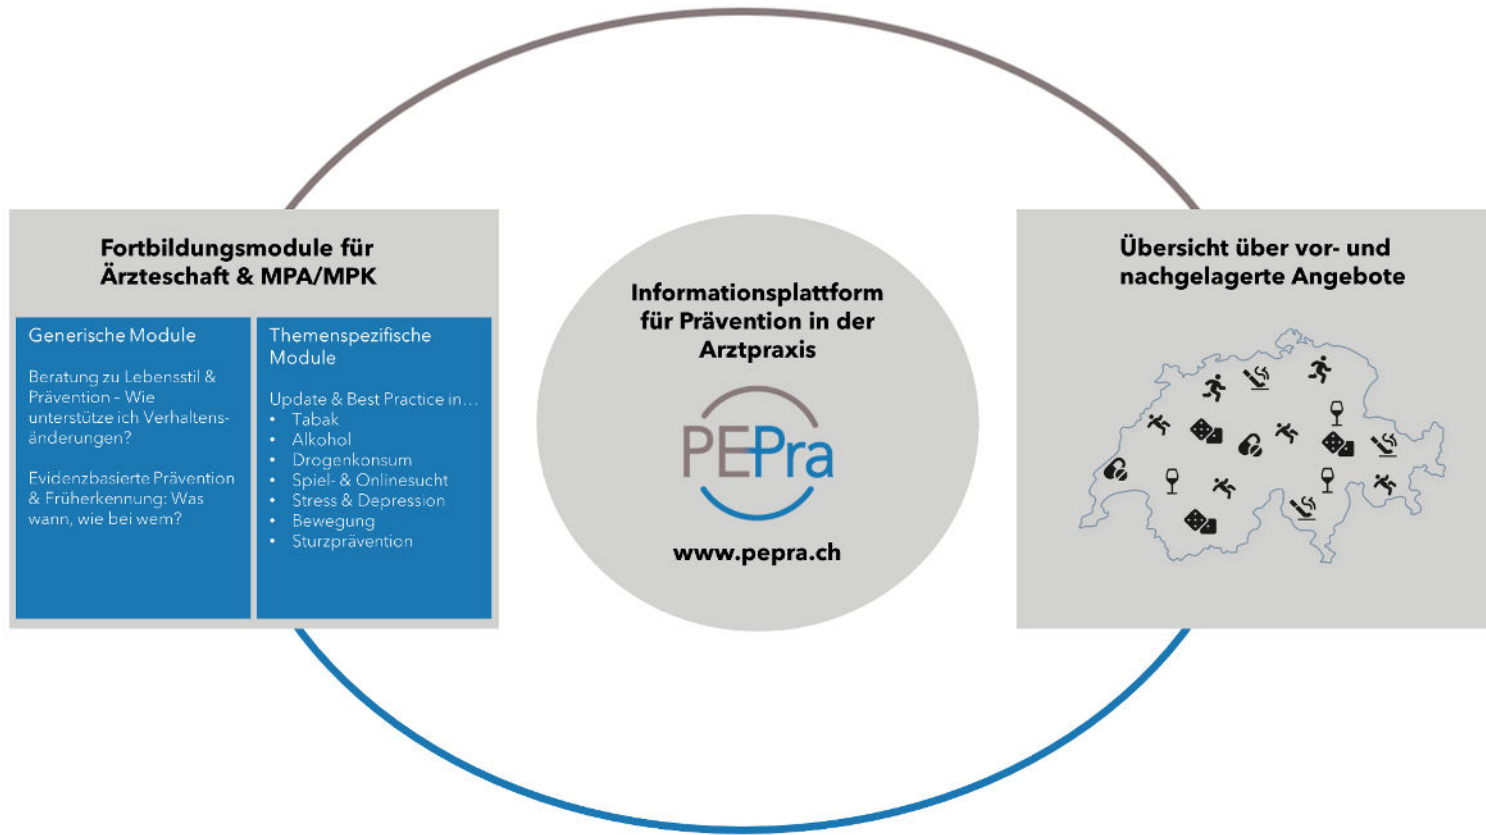 Fortbildungsmodule für
Ärzteschaft & MPA/MPK
Generische Module
Beratung zu Lebensstil &
Prävention – Wie
unterstütze ich Verhaltens-
änderungen?
Evidenzbasierte Prävention
& Früherkennung: Was
wann, wie bei wem?
Themenspezifische
Module
Update & Best Practice in...
• Tabak
• Alkohol
• Drogenkonsum
• Spiel- & Onlinesucht
• Stress & Depression
• Bewegung
• Sturzprävention
Informationsplattform
für Prävention in der
Arztpraxis
PEPra
www.pepra.ch
Übersicht über vor- und
nachgelagerte Angebote